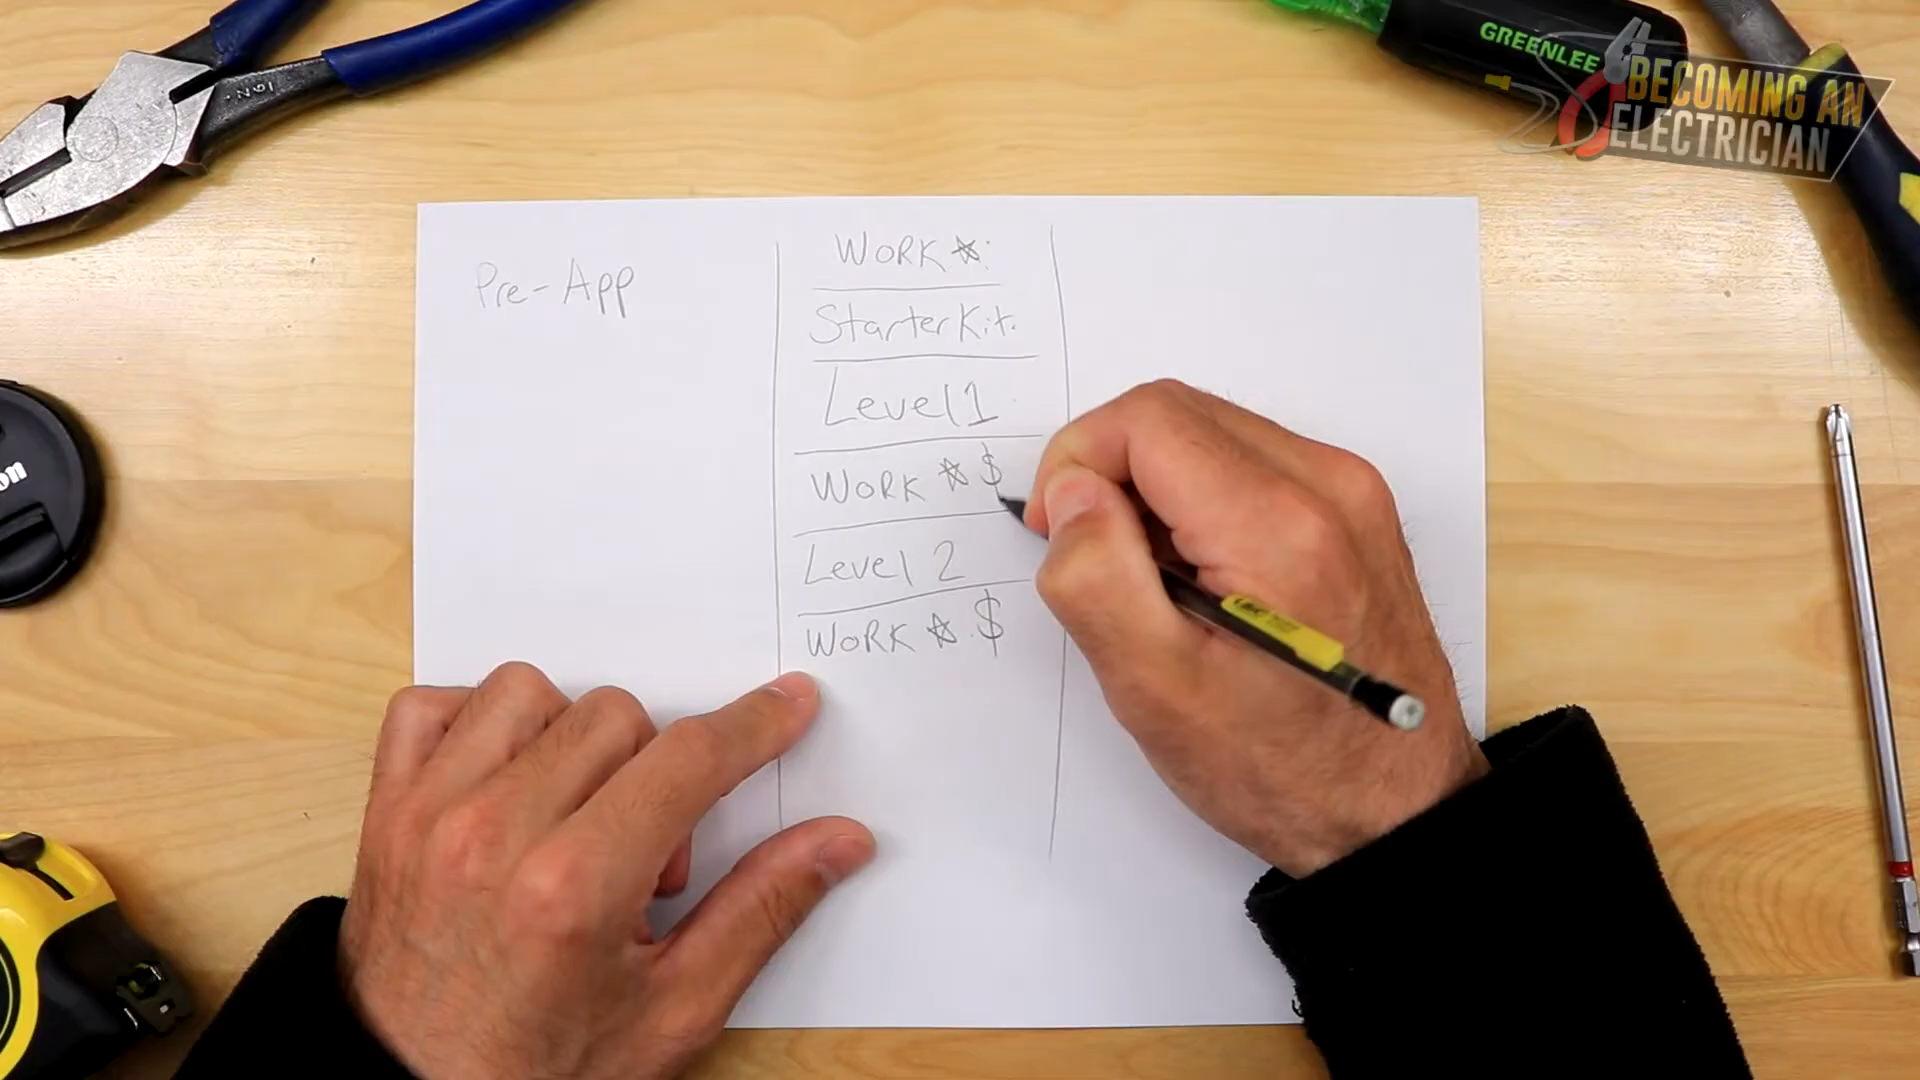 GREENLEE
BECOMING AN
ELECTRICIAN
Pre-App
WORK ☆:
Starter Kit.
Level 1
WORK ☆ $
Level 2
WORK ☆. $